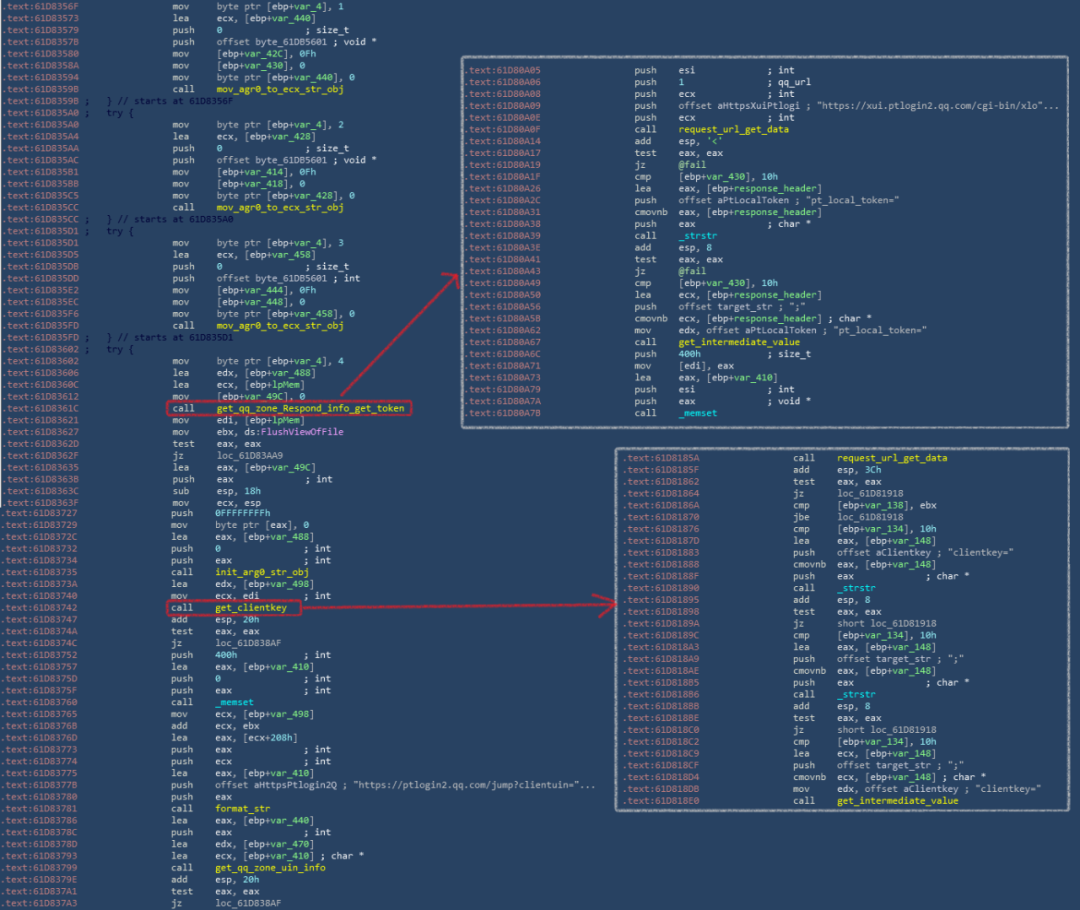 .text:61D8356F mov byte ptr [ebp+var_4], 1
.text:61D83573 lea ecx, [ebp+var_440]
.text:61D83579 push 0 ; size_t
.text:61D8357B push offset byte_61DB5601 ; void *
.text:61D83580 mov [ebp+var_42C], 0Fh
.text:61D8358A mov [ebp+var_430], 0
.text:61D83594 mov byte ptr [ebp+var_440], 0
.text:61D8359B call mov_agr0_to_ecx_str_obj
.text:61D8359B ; } // starts at 61D8356F
.text:61D835A0 ; try {
.text:61D835A0 mov byte ptr [ebp+var_4], 2
.text:61D835A4 lea ecx, [ebp+var_428]
.text:61D835AA push 0 ; size_t
.text:61D835AC push offset byte_61DB5601 ; void *
.text:61D835B1 mov [ebp+var_414], 0Fh
.text:61D835BB mov [ebp+var_418], 0
.text:61D835C5 mov byte ptr [ebp+var_428], 0
.text:61D835CC call mov_agr0_to_ecx_str_obj
.text:61D835CC ; } // starts at 61D835A0
.text:61D835D1 ; try {
.text:61D835D1 mov byte ptr [ebp+var_4], 3
.text:61D835D5 lea ecx, [ebp+var_458]
.text:61D835DB push 0 ; size_t
.text:61D835DD push offset byte_61DB5601 ; int
.text:61D835E2 mov [ebp+var_444], 0Fh
.text:61D835EC mov [ebp+var_448], 0
.text:61D835F6 mov byte ptr [ebp+var_458], 0
.text:61D835FD call mov_agr0_to_ecx_str_obj
.text:61D835FD ; } // starts at 61D835D1
.text:61D83602 ; try {
.text:61D83602 mov byte ptr [ebp+var_4], 4
.text:61D83606 lea edx, [ebp+var_488]
.text:61D8360C lea ecx, [ebp+lpMem]
.text:61D83612 mov [ebp+var_49C], 0
.text:61D8361C call get_qq_zone_Respond_info_get_token
.text:61D83621 mov edi, [ebp+lpMem]
.text:61D83627 mov ebx, ds:FlushViewOfFile
.text:61D8362D test eax, eax
.text:61D8362F jz loc_61D83AA9
.text:61D83635 lea eax, [ebp+var_49C]
.text:61D8363B push eax ; int
.text:61D8363C sub esp, 18h
.text:61D8363F mov ecx, esp
.text:61D83727 push 0FFFFFFFFh
.text:61D83729 mov byte ptr [eax], 0
.text:61D8372C lea eax, [ebp+var_488]
.text:61D83732 push 0 ; int
.text:61D83734 push eax ; int
.text:61D83735 call init_arg0_str_obj
.text:61D8373A lea edx, [ebp+var_498]
.text:61D83740 mov ecx, edi ; int
.text:61D83742 call get_clientkey
.text:61D83747 add esp, 20h
.text:61D8374A test eax, eax
.text:61D8374C jz loc_61D838AF
.text:61D83752 push 400h ; int
.text:61D83757 lea eax, [ebp+var_410]
.text:61D8375D push 0 ; int
.text:61D8375F push eax ; int
.text:61D83760 call _memset
.text:61D83765 mov ecx, [ebp+var_498]
.text:61D8376B add ecx, ebx
.text:61D8376D lea eax, [ecx+208h]
.text:61D83773 push eax ; int
.text:61D83774 push ecx ; int
.text:61D83775 lea eax, [ebp+var_410]
.text:61D8377B push offset aHttpsPtlogin2Q ; "https://ptlogin2.qq.com/jump?clientuin="...
.text:61D83780 push eax
.text:61D83781 call format_str
.text:61D83786 lea eax, [ebp+var_440]
.text:61D8378C push eax ; int
.text:61D8378D lea edx, [ebp+var_470]
.text:61D83793 lea ecx, [ebp+var_410] ; char *
.text:61D83799 call get_qq_zone_uin_info
.text:61D8379E add esp, 20h
.text:61D837A1 test eax, eax
.text:61D837A3 jz loc_61D838AF
.text:61D80A05 push esi ; int
.text:61D80A06 push 1 ; qq_url
.text:61D80A08 push ecx ; int
.text:61D80A09 push offset aHttpsXuiPtlogi ; "https://xui.ptlogin2.qq.com/cgi-bin/xlo"...
.text:61D80A0E push ecx ; int
.text:61D80A0F call request_url_get_data
.text:61D80A14 add esp, '<'
.text:61D80A17 test eax, eax
.text:61D80A19 jz @fail
.text:61D80A1F cmp [ebp+var_430], 10h
.text:61D80A26 lea eax, [ebp+response_header]
.text:61D80A2C push offset aPtLocalToken ; "pt_local_token="
.text:61D80A31 cmovnb eax, [ebp+response_header]
.text:61D80A38 push eax ; char *
.text:61D80A39 call _strstr
.text:61D80A3E add esp, 8
.text:61D80A41 test eax, eax
.text:61D80A43 jz @fail
.text:61D80A49 cmp [ebp+var_430], 10h
.text:61D80A50 lea ecx, [ebp+response_header]
.text:61D80A56 push offset target_str ; ";"
.text:61D80A5B cmovnb ecx, [ebp+response_header] ; char *
.text:61D80A62 mov edx, offset aPtLocalToken ; "pt_local_token="
.text:61D80A67 call get_intermediate_value
.text:61D80A6C push 400h ; size_t
.text:61D80A71 mov [edi], eax
.text:61D80A73 lea eax, [ebp+var_410]
.text:61D80A79 push esi ; int
.text:61D80A7A push eax ; void *
.text:61D80A7B call _memset
.text:61D8185A call request_url_get_data
.text:61D8185F add esp, 3Ch
.text:61D81862 test eax, eax
.text:61D81864 jz loc_61D81918
.text:61D8186A cmp [ebp+var_138], ebx
.text:61D81870 jbe loc_61D81918
.text:61D81876 cmp [ebp+var_134], 10h
.text:61D8187D lea eax, [ebp+var_148]
.text:61D81883 push offset aClientkey ; "clientkey="
.text:61D81888 cmovnb eax, [ebp+var_148]
.text:61D8188F push eax ; char *
.text:61D81890 call _strstr
.text:61D81895 add esp, 8
.text:61D81898 test eax, eax
.text:61D8189A jz short loc_61D81918
.text:61D8189C cmp [ebp+var_134], 10h
.text:61D818A3 lea eax, [ebp+var_148]
.text:61D818A9 push offset target_str ; ";"
.text:61D818AE cmovnb eax, [ebp+var_148]
.text:61D818B5 push eax ; char *
.text:61D818B6 call _strstr
.text:61D818BB add esp, 8
.text:61D818BE test eax, eax
.text:61D818C0 jz short loc_61D81918
.text:61D818C2 cmp [ebp+var_134], 10h
.text:61D818C9 lea ecx, [ebp+var_148]
.text:61D818CF push offset target_str ; ";"
.text:61D818D4 cmovnb ecx, [ebp+var_148] ; char *
.text:61D818DB mov edx, offset aClientkey ; "clientkey="
.text:61D818E0 call get_intermediate_value